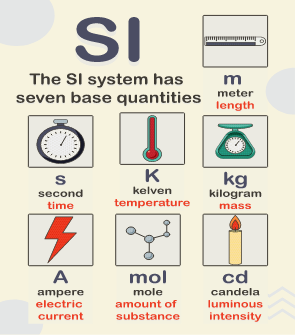 SI
The SI system has
seven base quantities
m
meter
length
s
second
time
K
kelven
temperature
kg
kilogram
mass
A
ampere
electric
current
mol
mole
amount of
substance
cd
candela
luminous
intensity